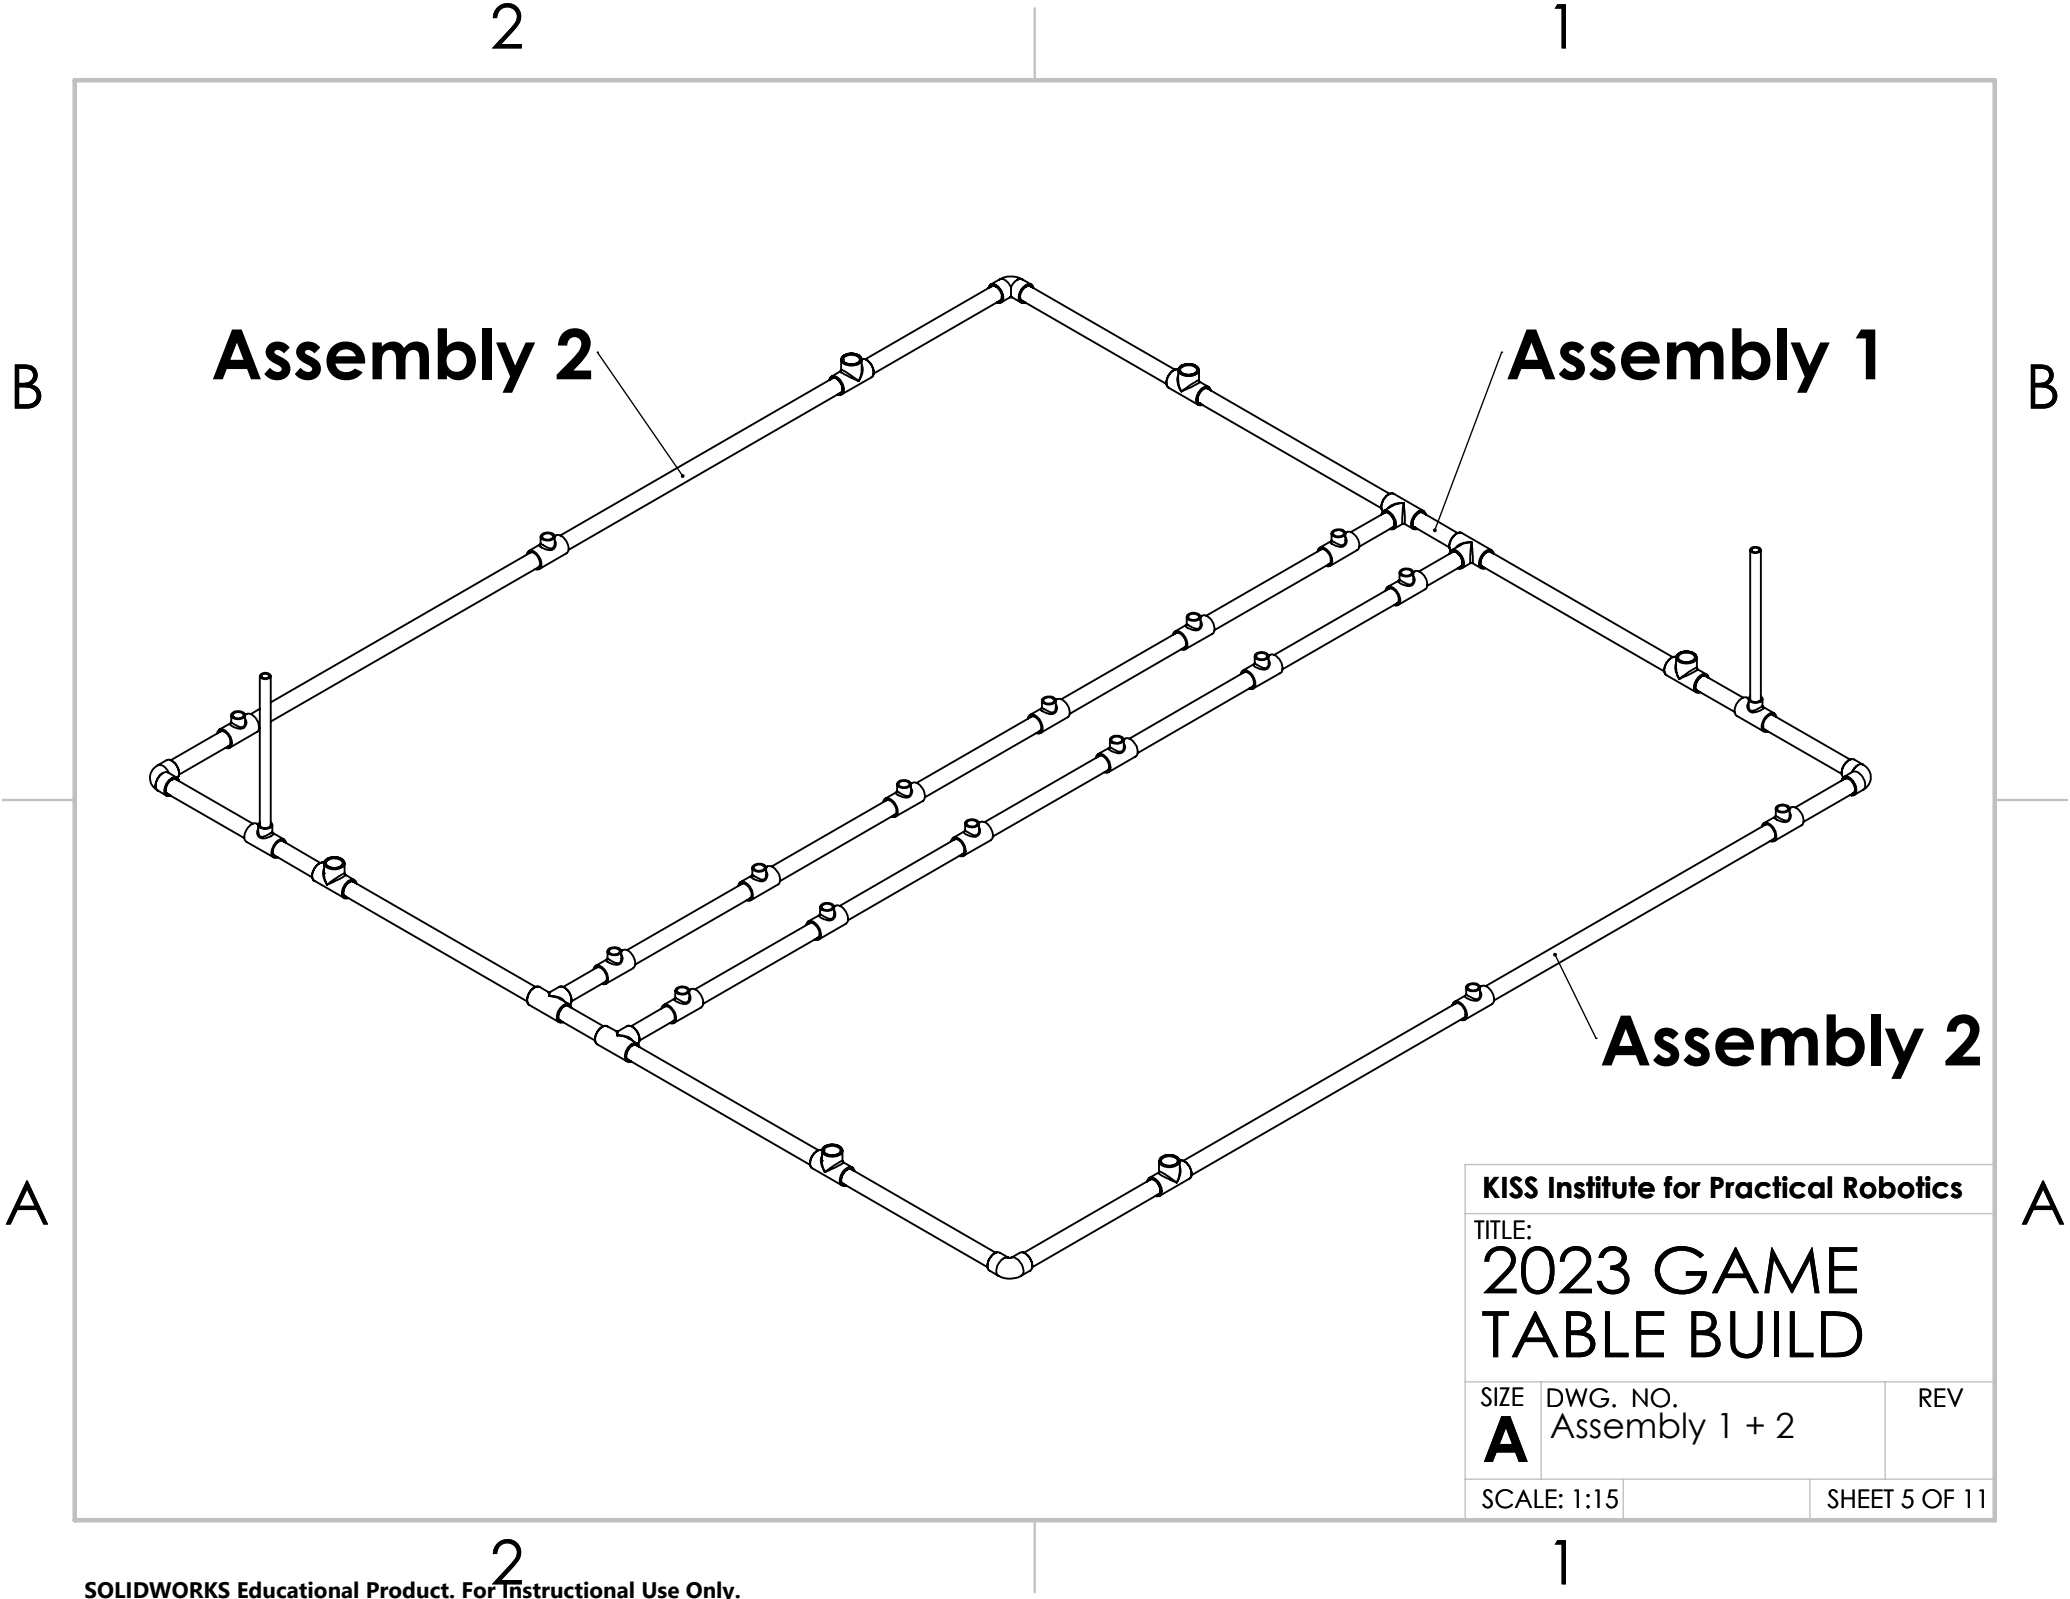 2 1
Assembly 2 Assembly 1
B B
Assembly 2
KISS Institute for Practical Robotics
A A
TITLE:
2023 GAME
TABLE BUILD
SIZE DWG. NO. REV
A Assembly 1 + 2
SCALE: 1:15 SHEET 5 OF 11
2 1
SOLIDWORKS Educational Product. For Instructional Use Only.